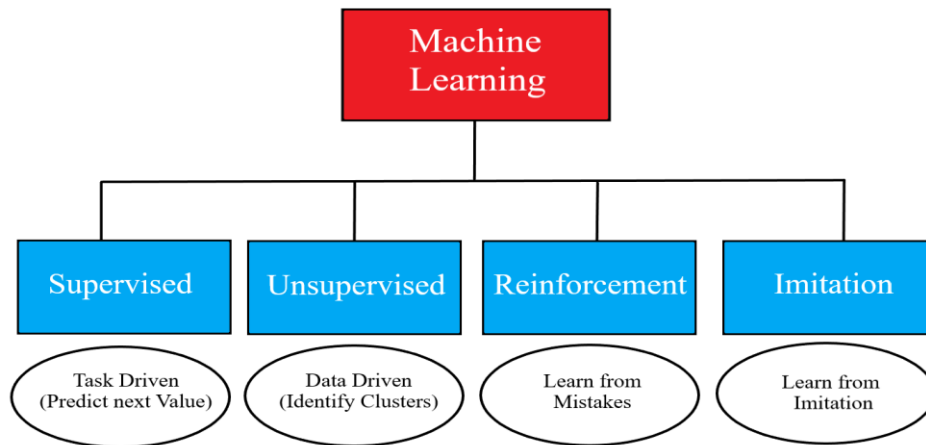 Machine
Learning
Supervised
Unsupervised
Reinforcement
Imitation
Task Driven
(Predict next Value)
Data Driven
(Identify Clusters)
Learn from
Mistakes
Learn from
Imitation